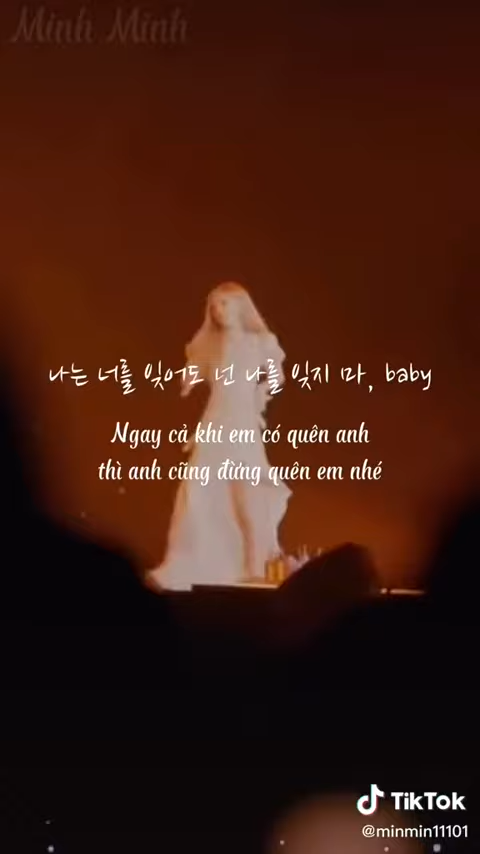 Minh Minh
나는 너를 잊어도 넌 나를 잊지 마, baby
Ngay cả khi em có quên anh
thì anh cũng đừng quên em nhé
TikTok
@minmin11101